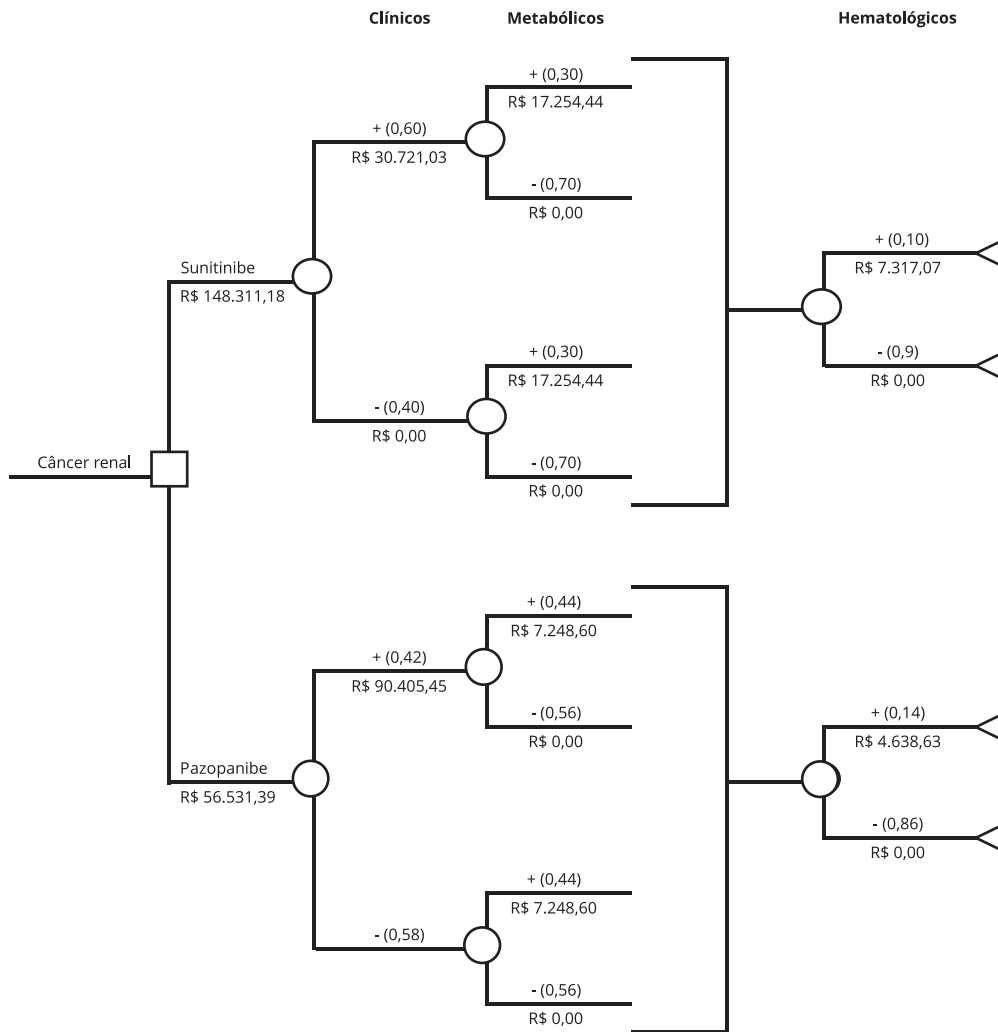 Clínicos
Metabólicos
Hematológicos
+ (0,30)
R$ 17.254,44
+ (0,60)
R$ 30.721,03
- (0,70)
R$ 0,00
+ (0,10)
R$ 7.317,07
Sunitinibe
R$ 148.311,18
- (0,9)
R$ 0,00
+ (0,30)
R$ 17.254,44
- (0,40)
R$ 0,00
- (0,70)
R$ 0,00
Câncer renal
+ (0,44)
R$ 7.248,60
+ (0,42)
R$ 90.405,45
- (0,56)
R$ 0,00
+ (0,14)
R$ 4.638,63
Pazopanibe
R$ 56.531,39
- (0,86)
R$ 0,00
+ (0,44)
R$ 7.248,60
- (0,58)
- (0,56)
R$ 0,00